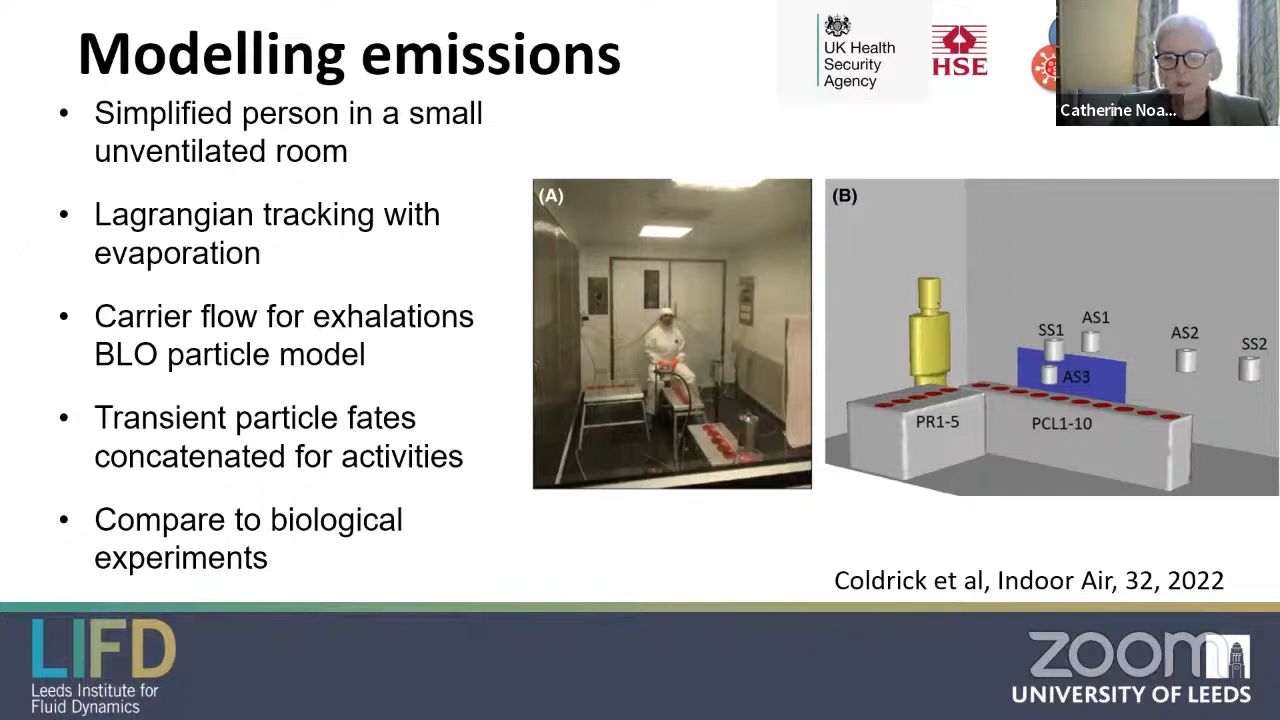 Modelling emissions
• Simplified person in a small
unventilated room
• Lagrangian tracking with
evaporation
• Carrier flow for exhalations
BLO particle model
• Transient particle fates
concatenated for activities
• Compare to biological
experiments
UK Health
Security
Agency
HSE
Catherine Noa...
(A)
(B)
SS1
AS1
AS2
SS2
AS3
PR1-5
PCL1-10
Coldrick et al, Indoor Air, 32, 2022
LIFD
Leeds Institute for
Fluid Dynamics
zoom
UNIVERSITY OF LEEDS